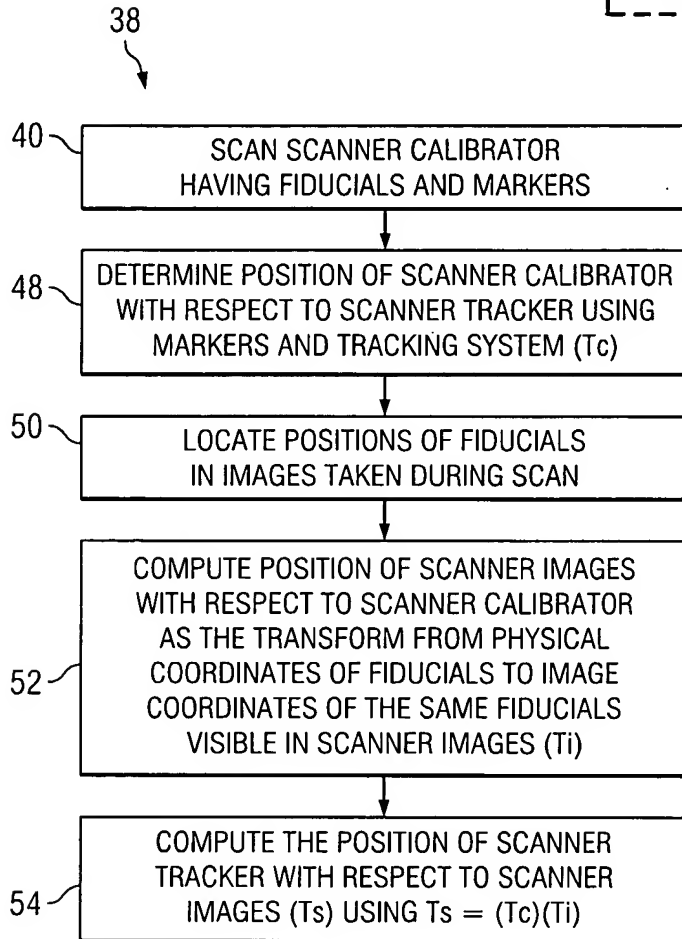 38
40
SCAN SCANNER CALIBRATOR
HAVING FIDUCIALS AND MARKERS
48
DETERMINE POSITION OF SCANNER CALIBRATOR
WITH RESPECT TO SCANNER TRACKER USING
MARKERS AND TRACKING SYSTEM (Tc)
50
LOCATE POSITIONS OF FIDUCIALS
IN IMAGES TAKEN DURING SCAN
52
COMPUTE POSITION OF SCANNER IMAGES
WITH RESPECT TO SCANNER CALIBRATOR
AS THE TRANSFORM FROM PHYSICAL
COORDINATES OF FIDUCIALS TO IMAGE
COORDINATES OF THE SAME FIDUCIALS
VISIBLE IN SCANNER IMAGES (Ti)
54
COMPUTE THE POSITION OF SCANNER
TRACKER WITH RESPECT TO SCANNER
IMAGES (Ts) USING Ts = (Tc)(Ti)